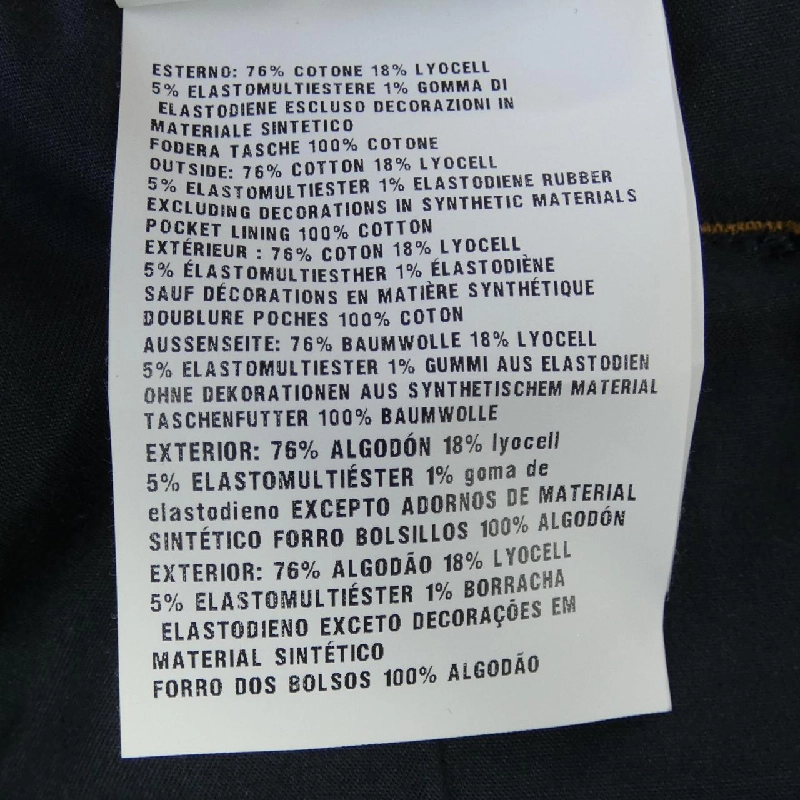 ESTERNO: 76% COTONE 18% LYOCELL
5% ELASTOMULTIESTERE 1% GOMMA DI
ELASTODIENE ESCLUSO DECORAZIONI IN
MATERIALE SINTETICO
FODERA TASCHE 100% COTONE
OUTSIDE: 76% COTTON 18% LYOCELL
5% ELASTOMULTIESTER 1% ELASTODIENE RUBBER
EXCLUDING DECORATIONS IN SYNTHETIC MATERIALS
POCKET LINING 100% COTTON
EXTÉRIEUR : 76% COTON 18% LYOCELL
5% ÉLASTOMULTIESTHER 1% ÉLASTODIÈNE
SAUF DÉCORATIONS EN MATIÈRE SYNTHÉTIQUE
DOUBLURE POCHES 100% COTON
AUSSENSEITE: 76% BAUMWOLLE 18% LYOCELL
5% ELASTOMULTIESTER 1% GUMMI AUS ELASTODIEN
OHNE DEKORATIONEN AUS SYNTHETISCHEM MATERIAL
TASCHENFUTTER 100% BAUMWOLLE
EXTERIOR: 76% ALGODÓN 18% lyocell
5% ELASTOMULTIÉSTER 1% goma de
elastodieno EXCEPTO ADORNOS DE MATERIAL
SINTÉTICO FORRO BOLSILLOS 100% ALGODÓN
EXTERIOR: 76% ALGODÃO 18% LYOCELL
5% ELASTOMULTIÉSTER 1% BORRACHA
ELASTODIENO EXCETO DECORAÇÕES EM
MATERIAL SINTÉTICO
FORRO DOS BOLSOS 100% ALGODÃO